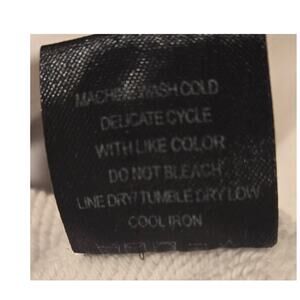 MACHINE WASH COLD
DELICATE CYCLE
WITH LIKE COLOR
DO NOT BLEACH
LINE DRY/ TUMBLE DRY LOW
COOL IRON